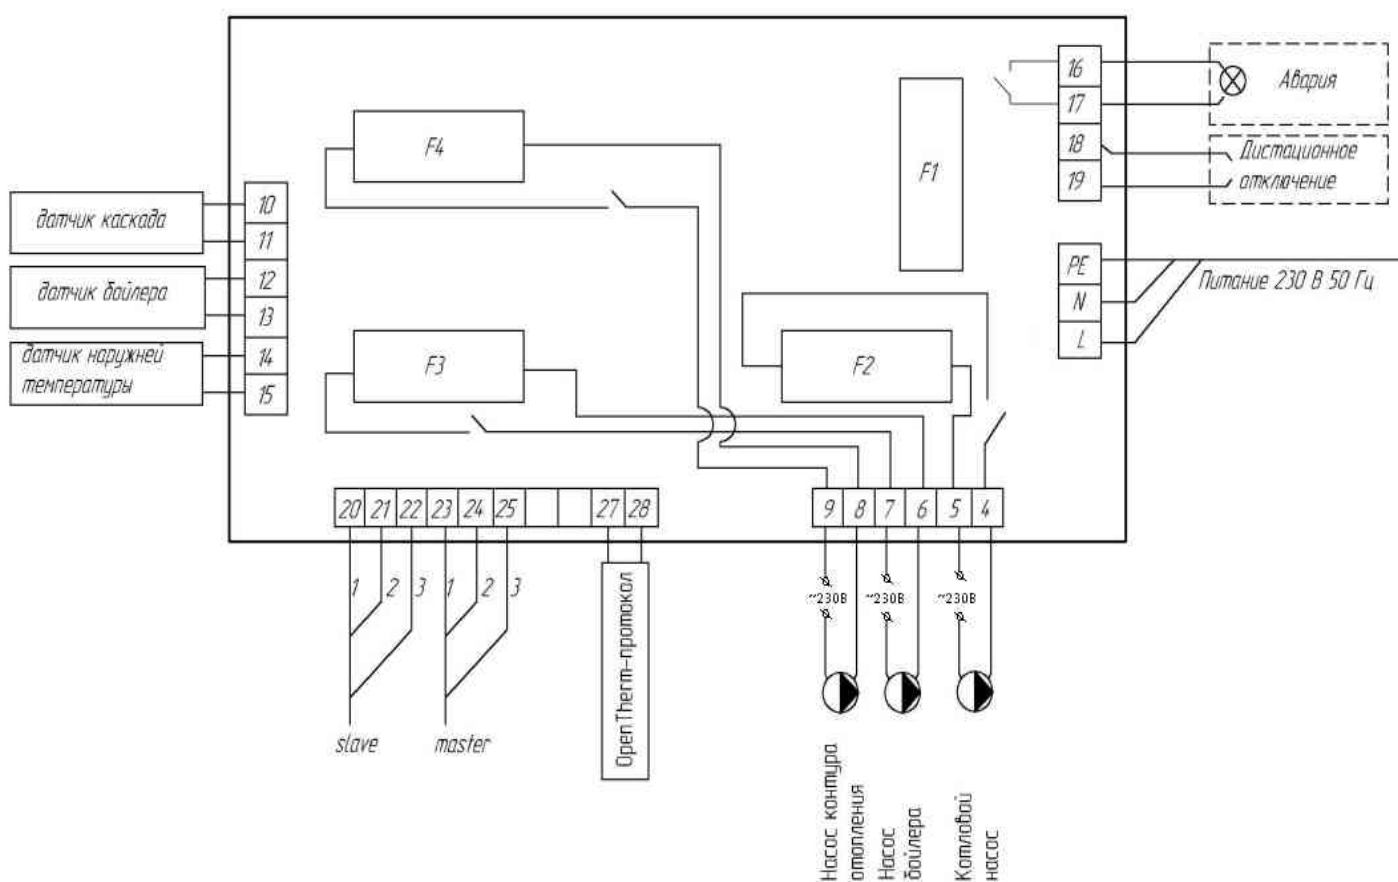 16
Авария
17
F4
18
Дистационное
F1
19
отключение
10
датчик каскада
11
PE
12
Питание 230 В 50 Гц
датчик бойлера
N
13
L
14
датчик наружней
F3
F2
температуры
15
20 21 22 23 24 25 27 28
9 8 7 6 5 4
1 2 3 1 2 3
~230В ~230В ~230В
OpenTherm-протокол
slave
master
Насос контура
отопления
Насос
бойлера
Котловой
насос